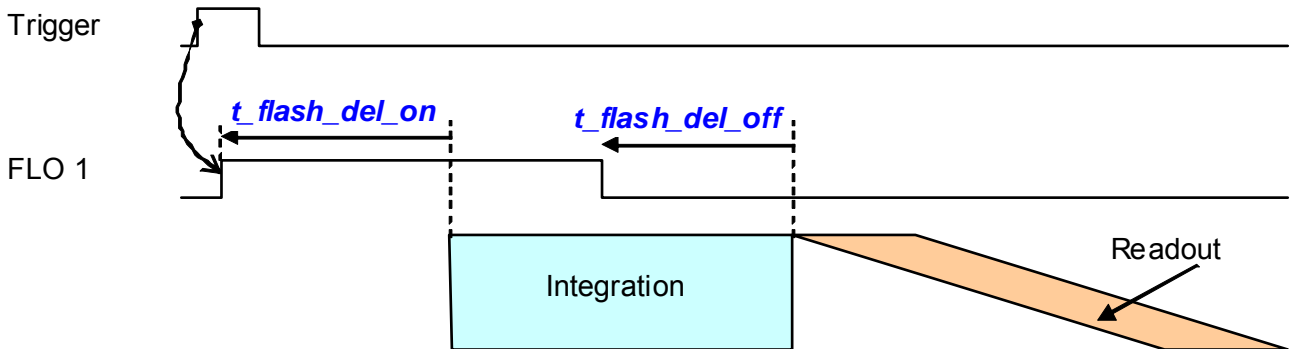 Trigger
t_flash_del_on
t_flash_del_off
FLO 1
Readout
Integration